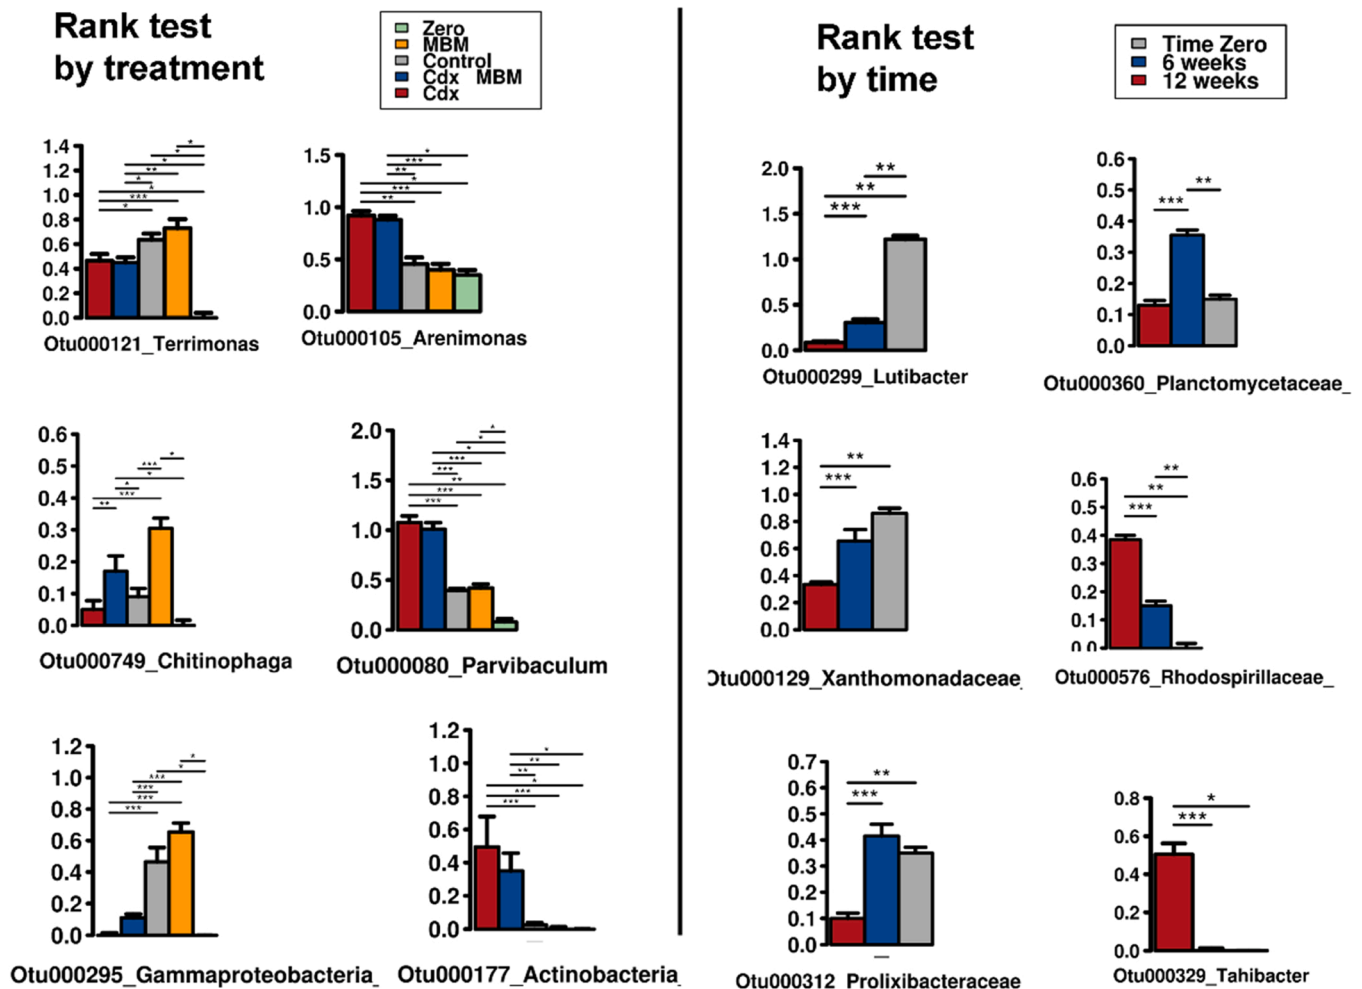 Rank test
by treatment
Zero
MBM
Control
Cdx MBM
Cdx
1.4
1.2
1.0
0.8
0.6
0.4
0.2
0.0
* * * ** * * *** *
Otu000121_Terrimonas
1.5
1.0
0.5
0.0
* *** ** * *** **
Otu000105_Arenimonas
0.6
0.5
0.4
0.3
0.2
0.1
0.0
* *** * * *** **
Otu000749_Chitinophaga
2.0
1.5
1.0
0.5
0.0
* * * *** *** ** *** ***
Otu000080_Parvibaculum
1.2
1.0
0.8
0.6
0.4
0.2
0.0
* * *** *** *** ***
Otu000295_Gammaproteobacteria_
1.2
1.0
0.8
0.6
0.4
0.2
0.0
* ** ** * *** ***
Otu000177_Actinobacteria_
Rank test
by time
Time Zero
6 weeks
12 weeks
2.0
1.5
1.0
0.5
0.0
** ** ***
Otu000299_Lutibacter
0.6
0.5
0.4
0.3
0.2
0.1
0.0
*** **
Otu000360_Planctomycetaceae_
1.4
1.2
1.0
0.8
0.6
0.4
0.2
0.0
** ***
Otu000129_Xanthomonadaceae_
0.6
0.5
0.4
0.3
0.2
0.1
0.0
** ** ***
Otu000576_Rhodospirillaceae_
0.7
0.6
0.5
0.4
0.3
0.2
0.1
0.0
** ***
Otu000312_Prolixibacteraceae
0.8
0.6
0.4
0.2
0.0
* ***
Otu000329_Tahibacter